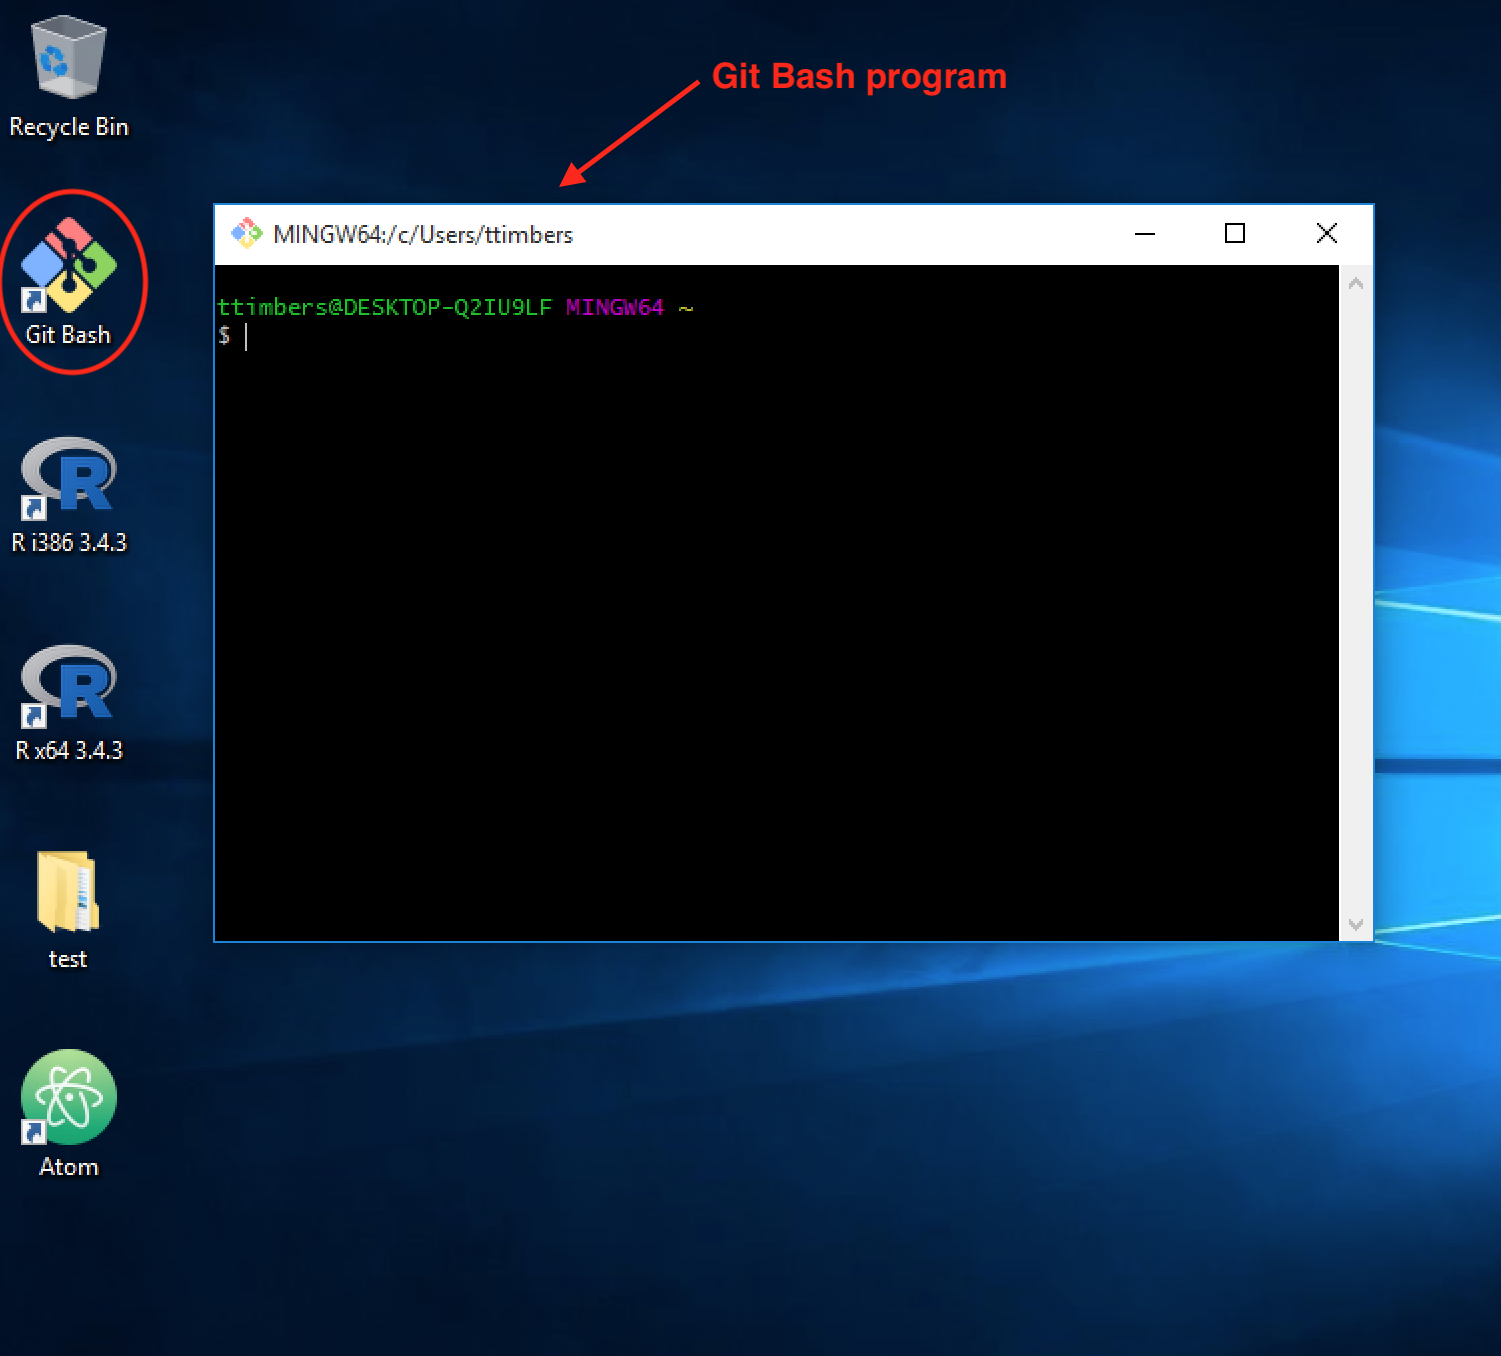 Recycle Bin
Git Bash program
Git Bash
MINGW64:/c/Users/ttimbers
ttimbers@DESKTOP-Q2IU9LF MINGW64 ~
$
R i386 3.4.3
R x64 3.4.3
test
Atom